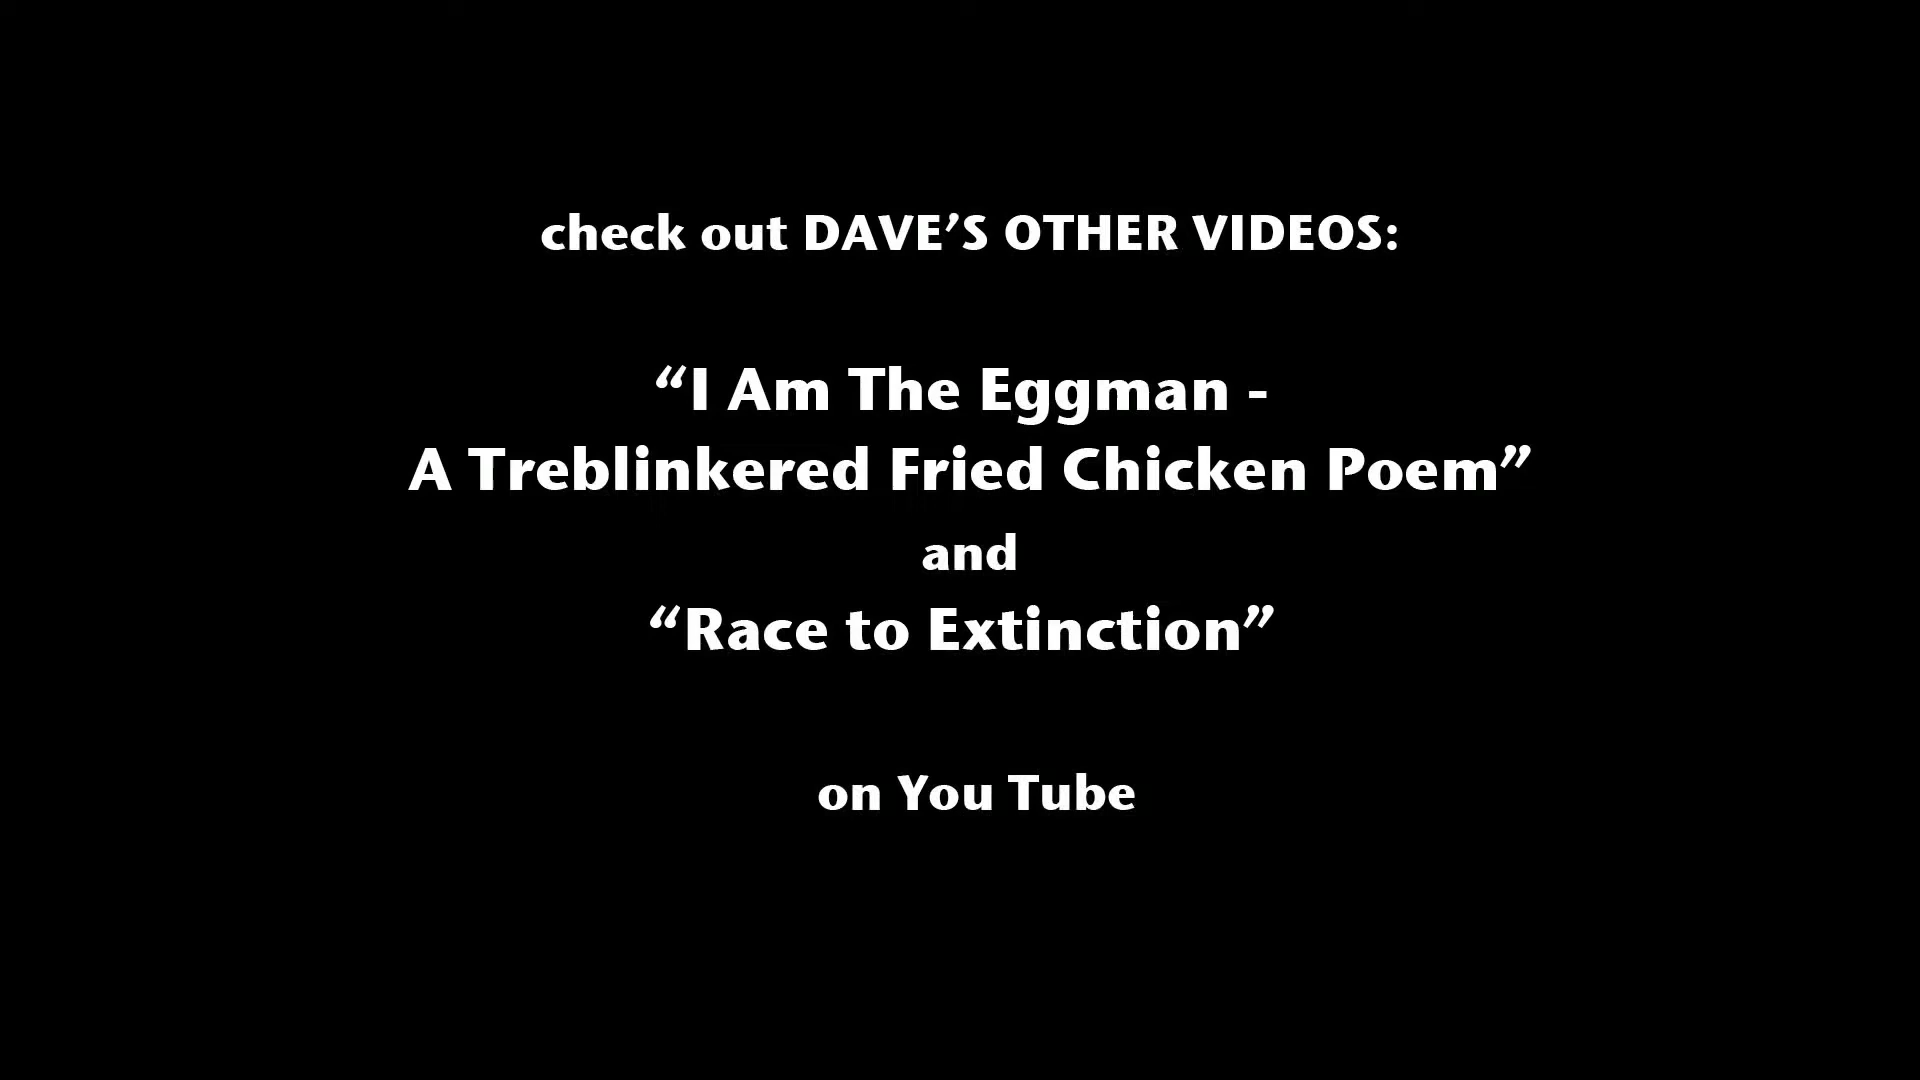 check out DAVE’S OTHER VIDEOS:
“I Am The Eggman -
A Treblinkered Fried Chicken Poem”
and
“Race to Extinction”
on You Tube